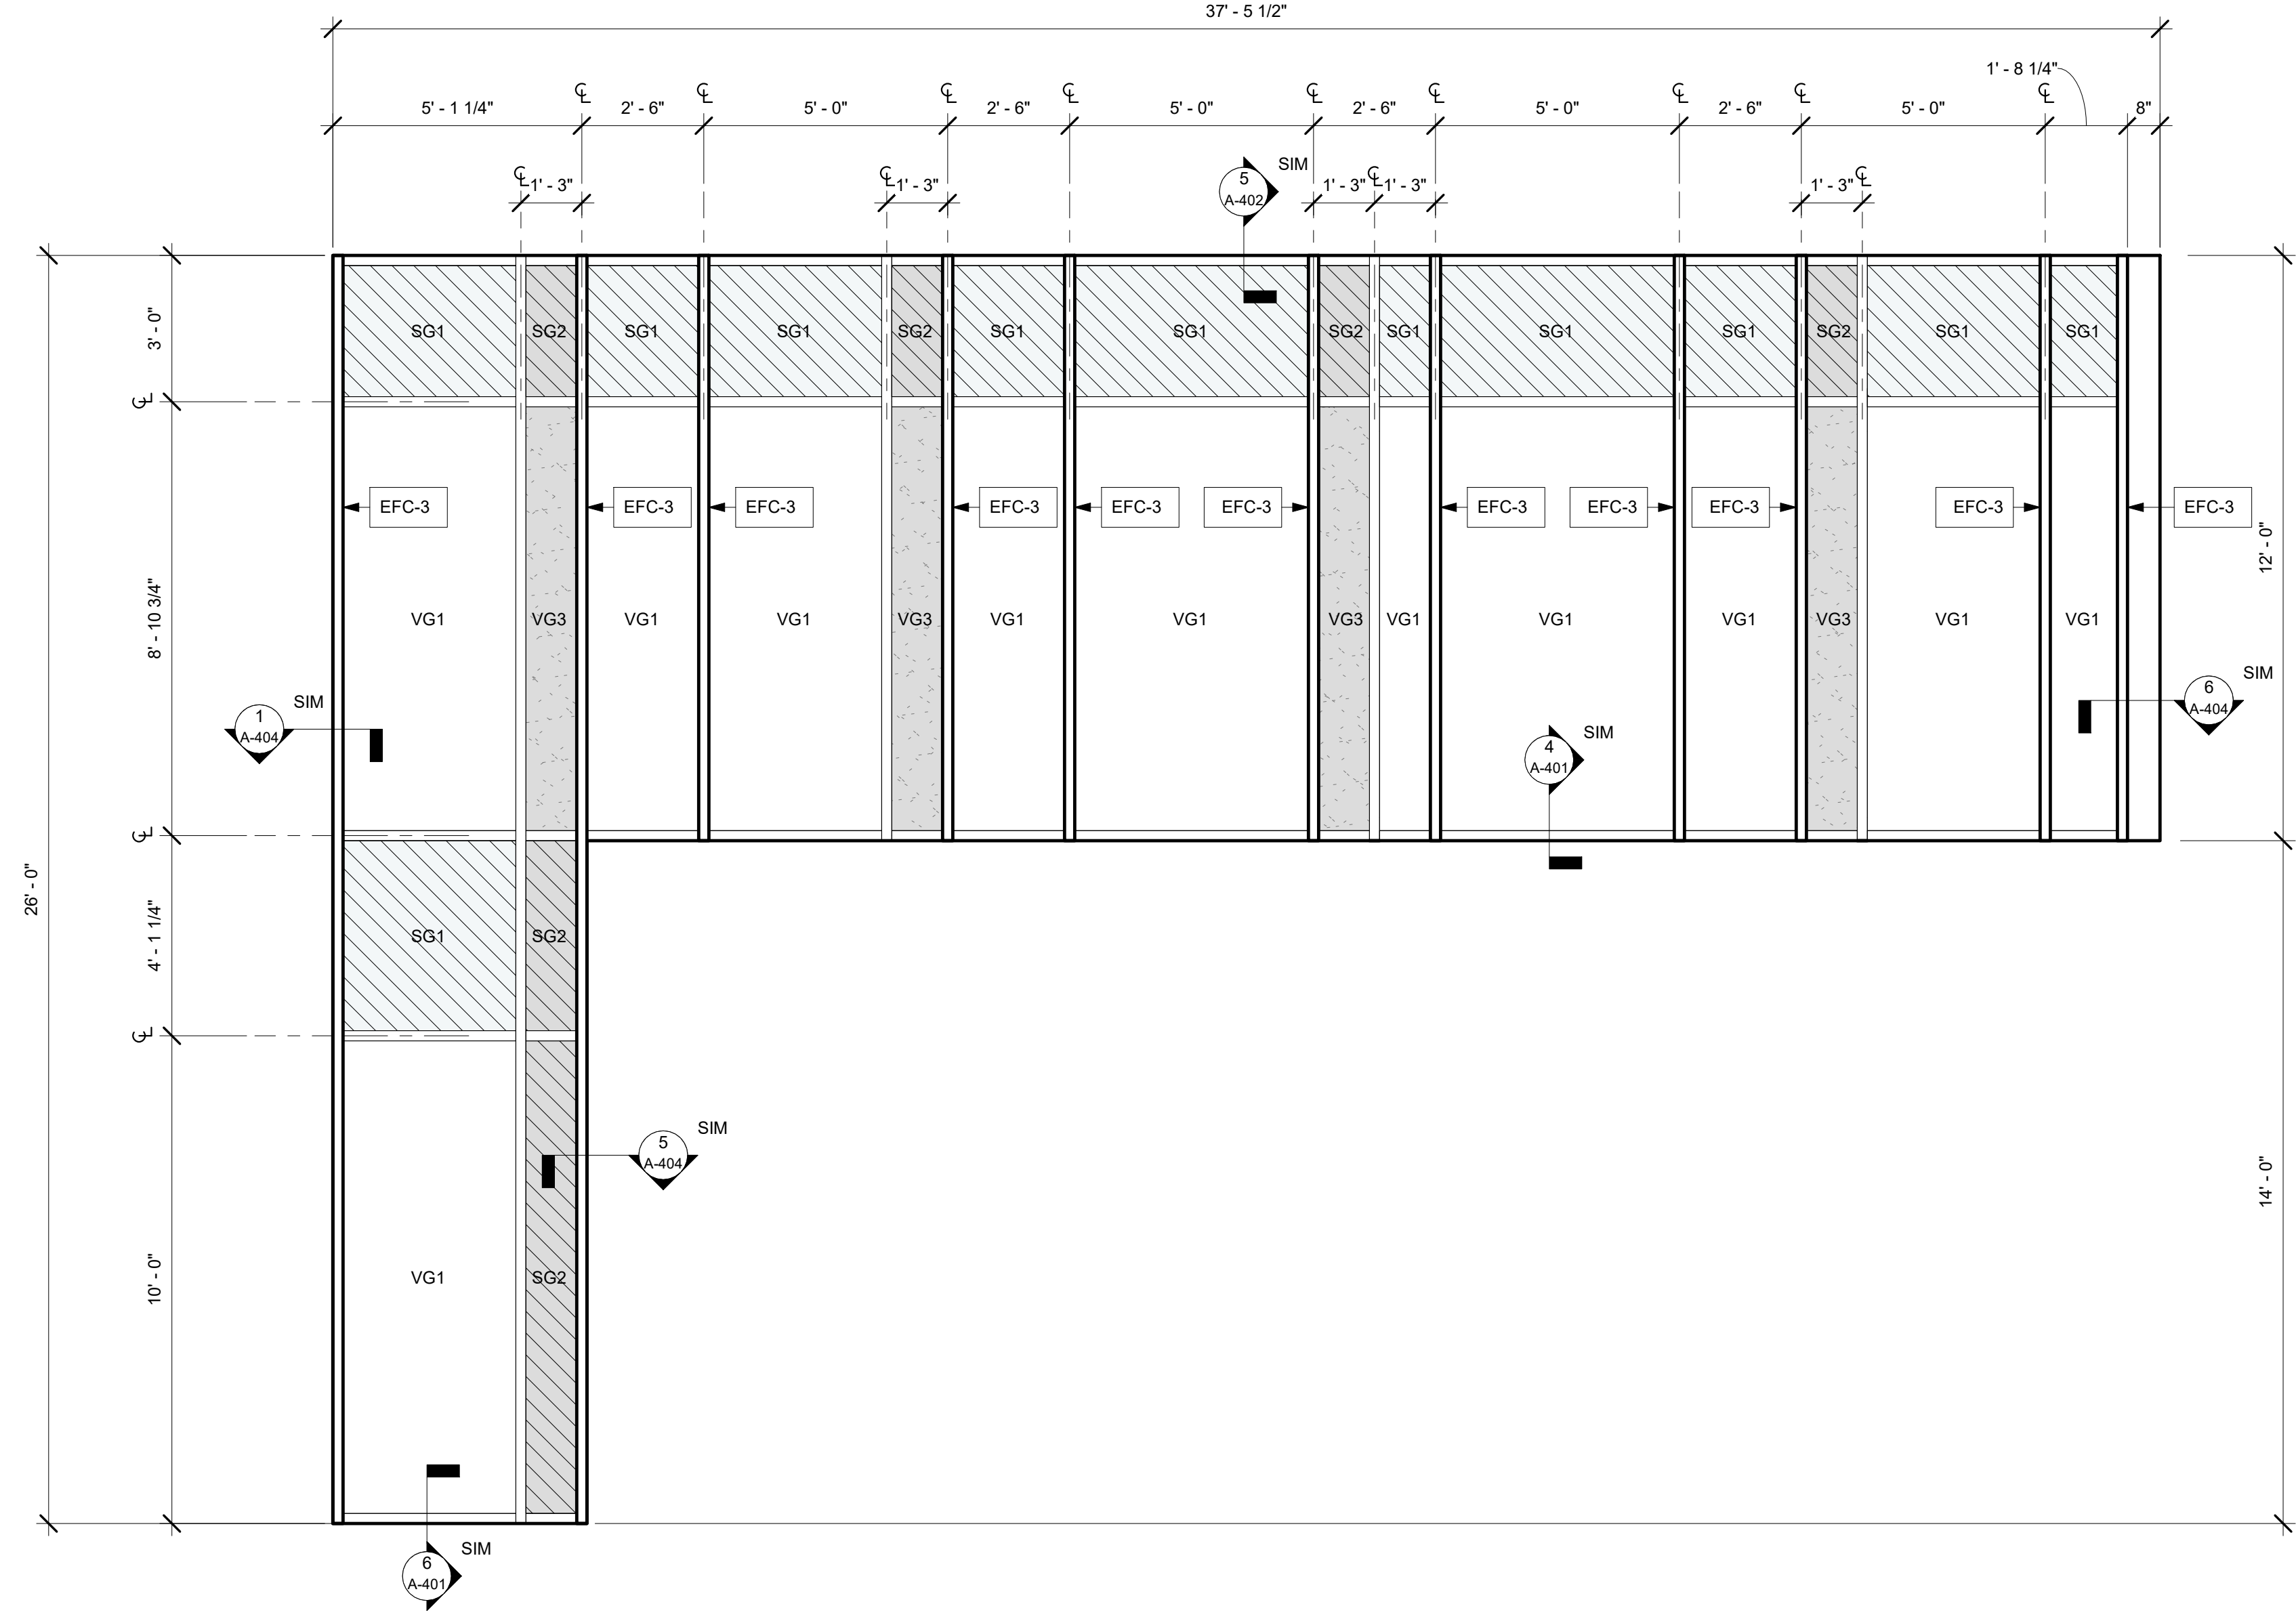 37' - 5 1/2"
1' - 8 1/4"
5' - 1 1/4"
℄
2' - 6"
℄
5' - 0"
℄
2' - 6"
℄
5' - 0"
℄
2' - 6"
℄
5' - 0"
℄
2' - 6"
℄
5' - 0"
℄
8"
℄
1' - 3"
℄
1' - 3"
5
A-402
SIM
1' - 3"
℄
1' - 3"
1' - 3"
℄
3' - 0"
SG1
SG2
SG1
SG1
SG2
SG1
SG1
SG2
SG1
SG1
SG1
SG2
SG1
SG1
℄
EFC-3
EFC-3
EFC-3
EFC-3
EFC-3
EFC-3
EFC-3
EFC-3
EFC-3
EFC-3
EFC-3
12' - 0"
8' - 10 3/4"
VG1
VG3
VG1
VG1
VG3
VG1
VG1
VG3
VG1
VG1
VG1
VG3
VG1
VG1
1
A-404
SIM
4
A-401
SIM
6
A-404
SIM
℄
26' - 0"
4' - 1 1/4"
SG1
SG2
℄
5
A-404
SIM
14' - 0"
10' - 0"
VG1
SG2
6
A-401
SIM